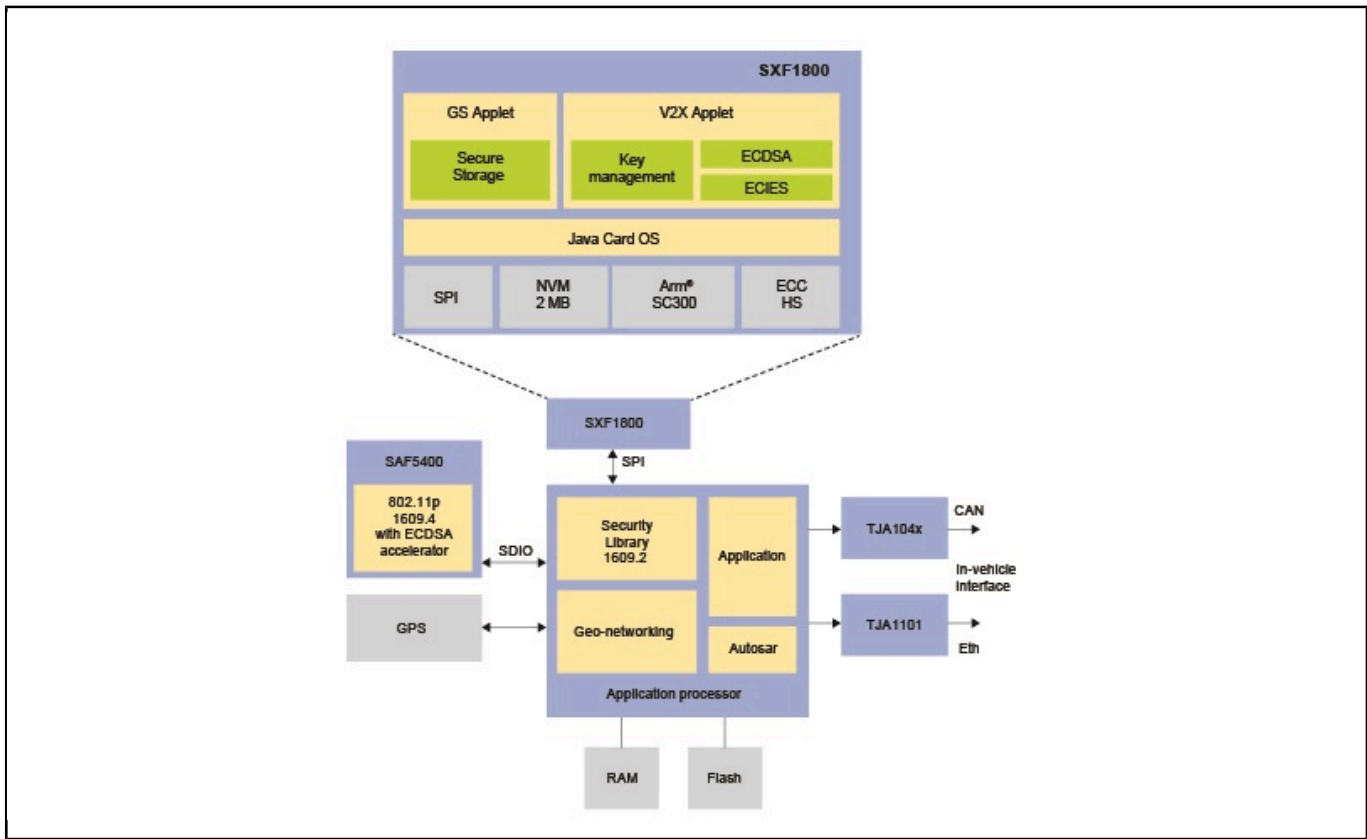 SXF1800
GS Applet
V2X Applet
Secure
Storage
Key
management
ECDSA
ECIES
Java Card OS
SPI
NVM
2 MB
Arm®
SC300
ECC
HS
SXF1800
SPI
SAF5400
802.11p
1609.4
with ECDSA
accelerator
SDIO
GPS
Security
Library
1609.2
Application
Geo-networking
Autosar
Application processor
TJA104x
CAN
In-vehicle
Interface
TJA1101
Eth
RAM
Flash